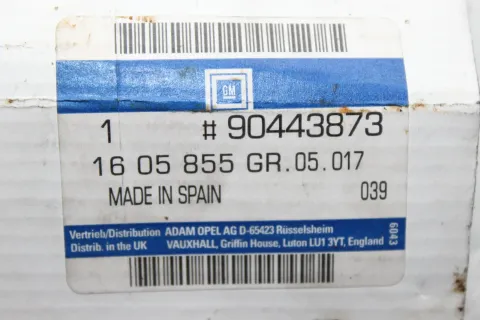 GM
1 # 90443873
16 05 855 GR.05.017
MADE IN SPAIN 039
Vertrieb/Distribution ADAM OPEL AG D-65423 Rüsselsheim
Distrib. in the UK VAUXHALL, Griffin House, Luton LU1 3YT, England
6043